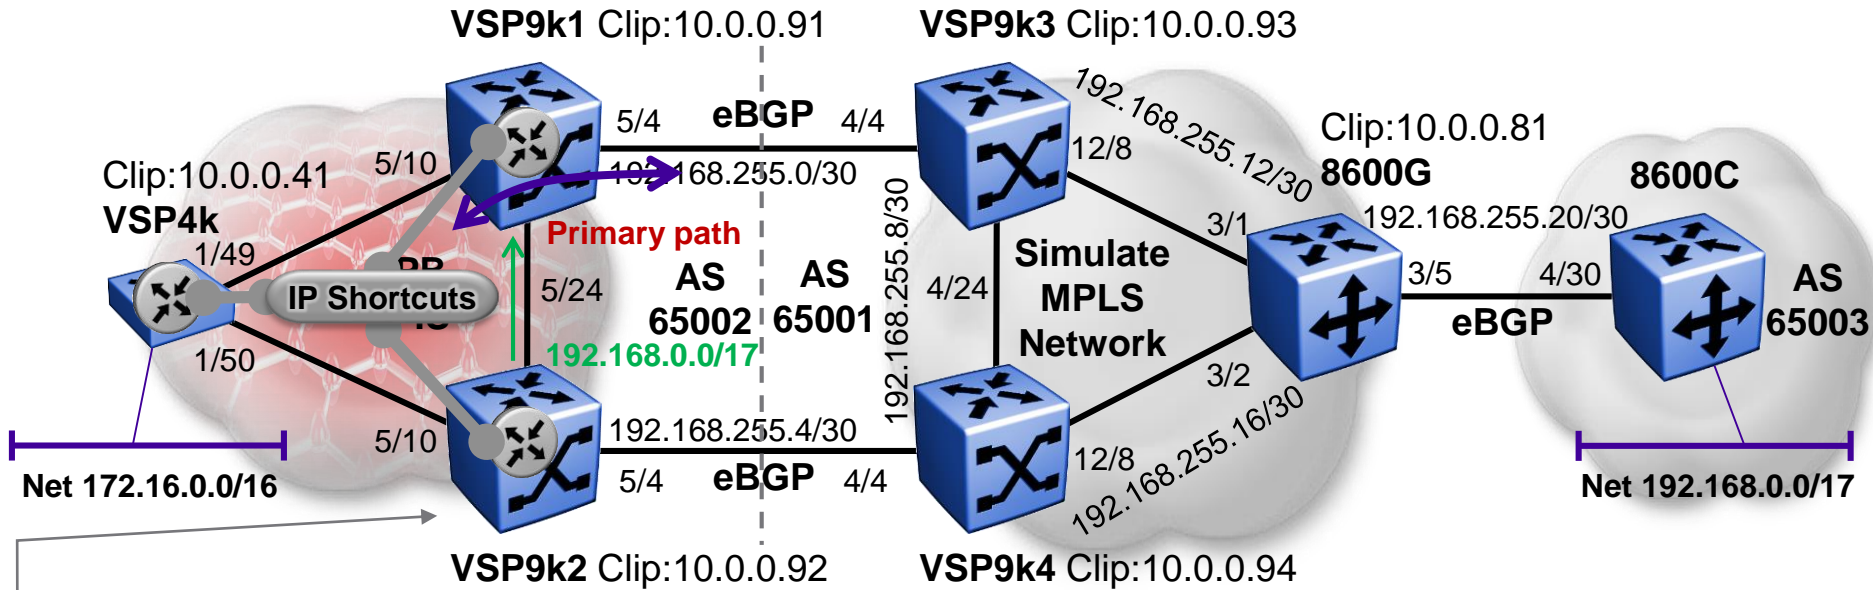 VSP9k1 Clip:10.0.0.91
VSP9k3 Clip:10.0.0.93
5/4
eBGP
4/4
192.168.255.0/30
5/10
Clip:10.0.0.41
VSP4k
1/49
12/8
192.168.255.12/30
Clip:10.0.0.81
8600G
8600C
192.168.255.20/30
3/1
Primary path
IP Shortcuts
5/24
AS
65002
AS
65001
192.168.255.8/30
4/24
Simulate
MPLS
Network
3/5
4/30
eBGP
AS
65003
1/50
192.168.0.0/17
3/2
5/10
192.168.255.4/30
5/4
eBGP
4/4
12/8
192.168.255.16/30
Net 172.16.0.0/16
Net 192.168.0.0/17
VSP9k2 Clip:10.0.0.92
VSP9k4 Clip:10.0.0.94